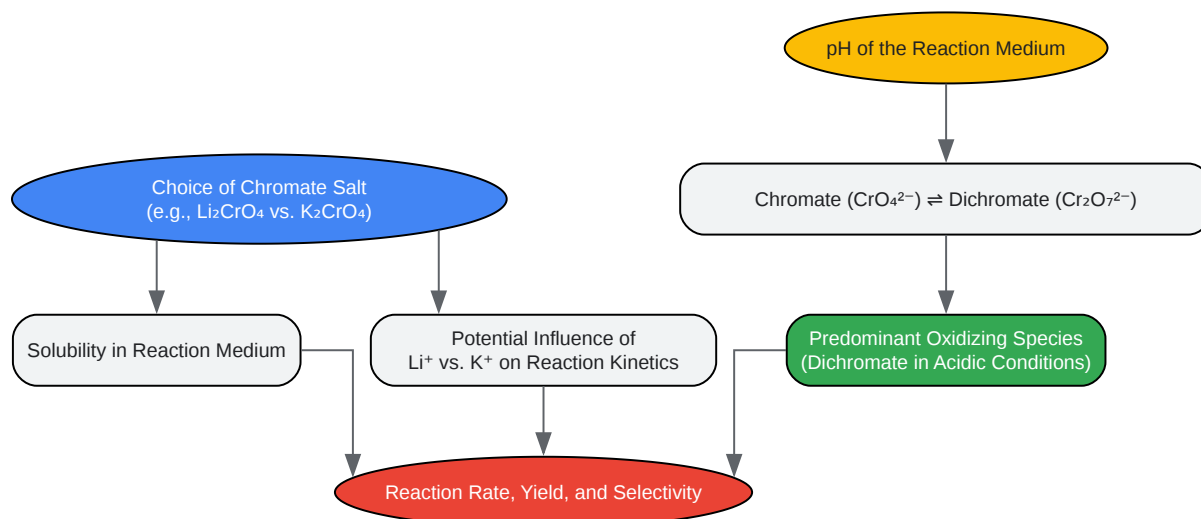 pH of the Reaction Medium
Choice of Chromate Salt
(e.g., Li₂CrO₄ vs. K₂CrO₄)
Chromate (CrO₄²⁻) ⇌ Dichromate (Cr₂O₇²⁻)
Solubility in Reaction Medium
Potential Influence of
Li⁺ vs. K⁺ on Reaction Kinetics
Predominant Oxidizing Species
(Dichromate in Acidic Conditions)
Reaction Rate, Yield, and Selectivity